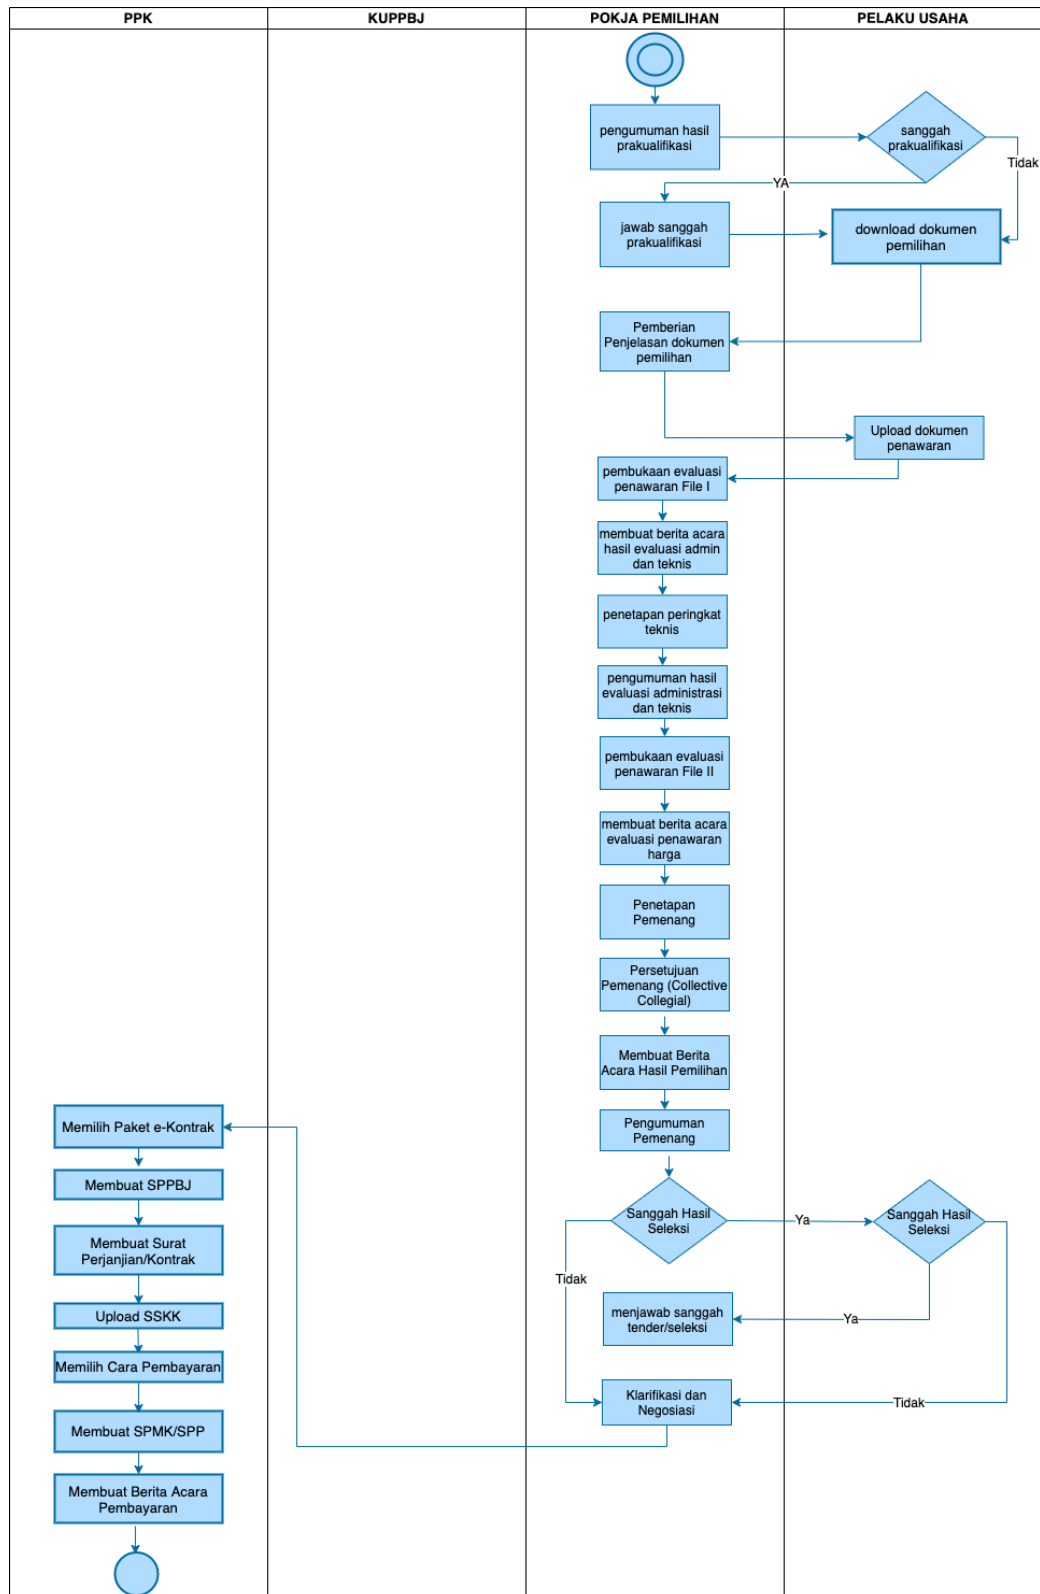 PPK
KUPPBJ
POKJA PEMILIHAN
PELAKU USAHA
pengumuman hasil
prakualifikasi
sanggah
prakualifikasi
Tidak
YA
jawab sanggah
prakualifikasi
download dokumen
pemilihan
Pemberian
Penjelasan dokumen
pemilihan
Upload dokumen
penawaran
pembukaan evaluasi
penawaran File I
membuat berita acara
hasil evaluasi admin
dan teknis
penetapan peringkat
teknis
pengumuman hasil
evaluasi administrasi
dan teknis
pembukaan evaluasi
penawaran File II
membuat berita acara
evaluasi penawaran
harga
Penetapan
Pemenang
Persetujuan
Pemenang (Collective
Collegial)
Membuat Berita
Acara Hasil Pemilihan
Pengumuman
Pemenang
Sanggah Hasil
Seleksi
Ya
Sanggah Hasil
Seleksi
Tidak
menjawab sanggah
tender/seleksi
Ya
Klarifikasi dan
Negosiasi
Tidak
Memilih Paket e-Kontrak
Membuat SPPBJ
Membuat Surat
Perjanjian/Kontrak
Upload SSKK
Memilih Cara Pembayaran
Membuat SPMK/SPP
Membuat Berita Acara
Pembayaran